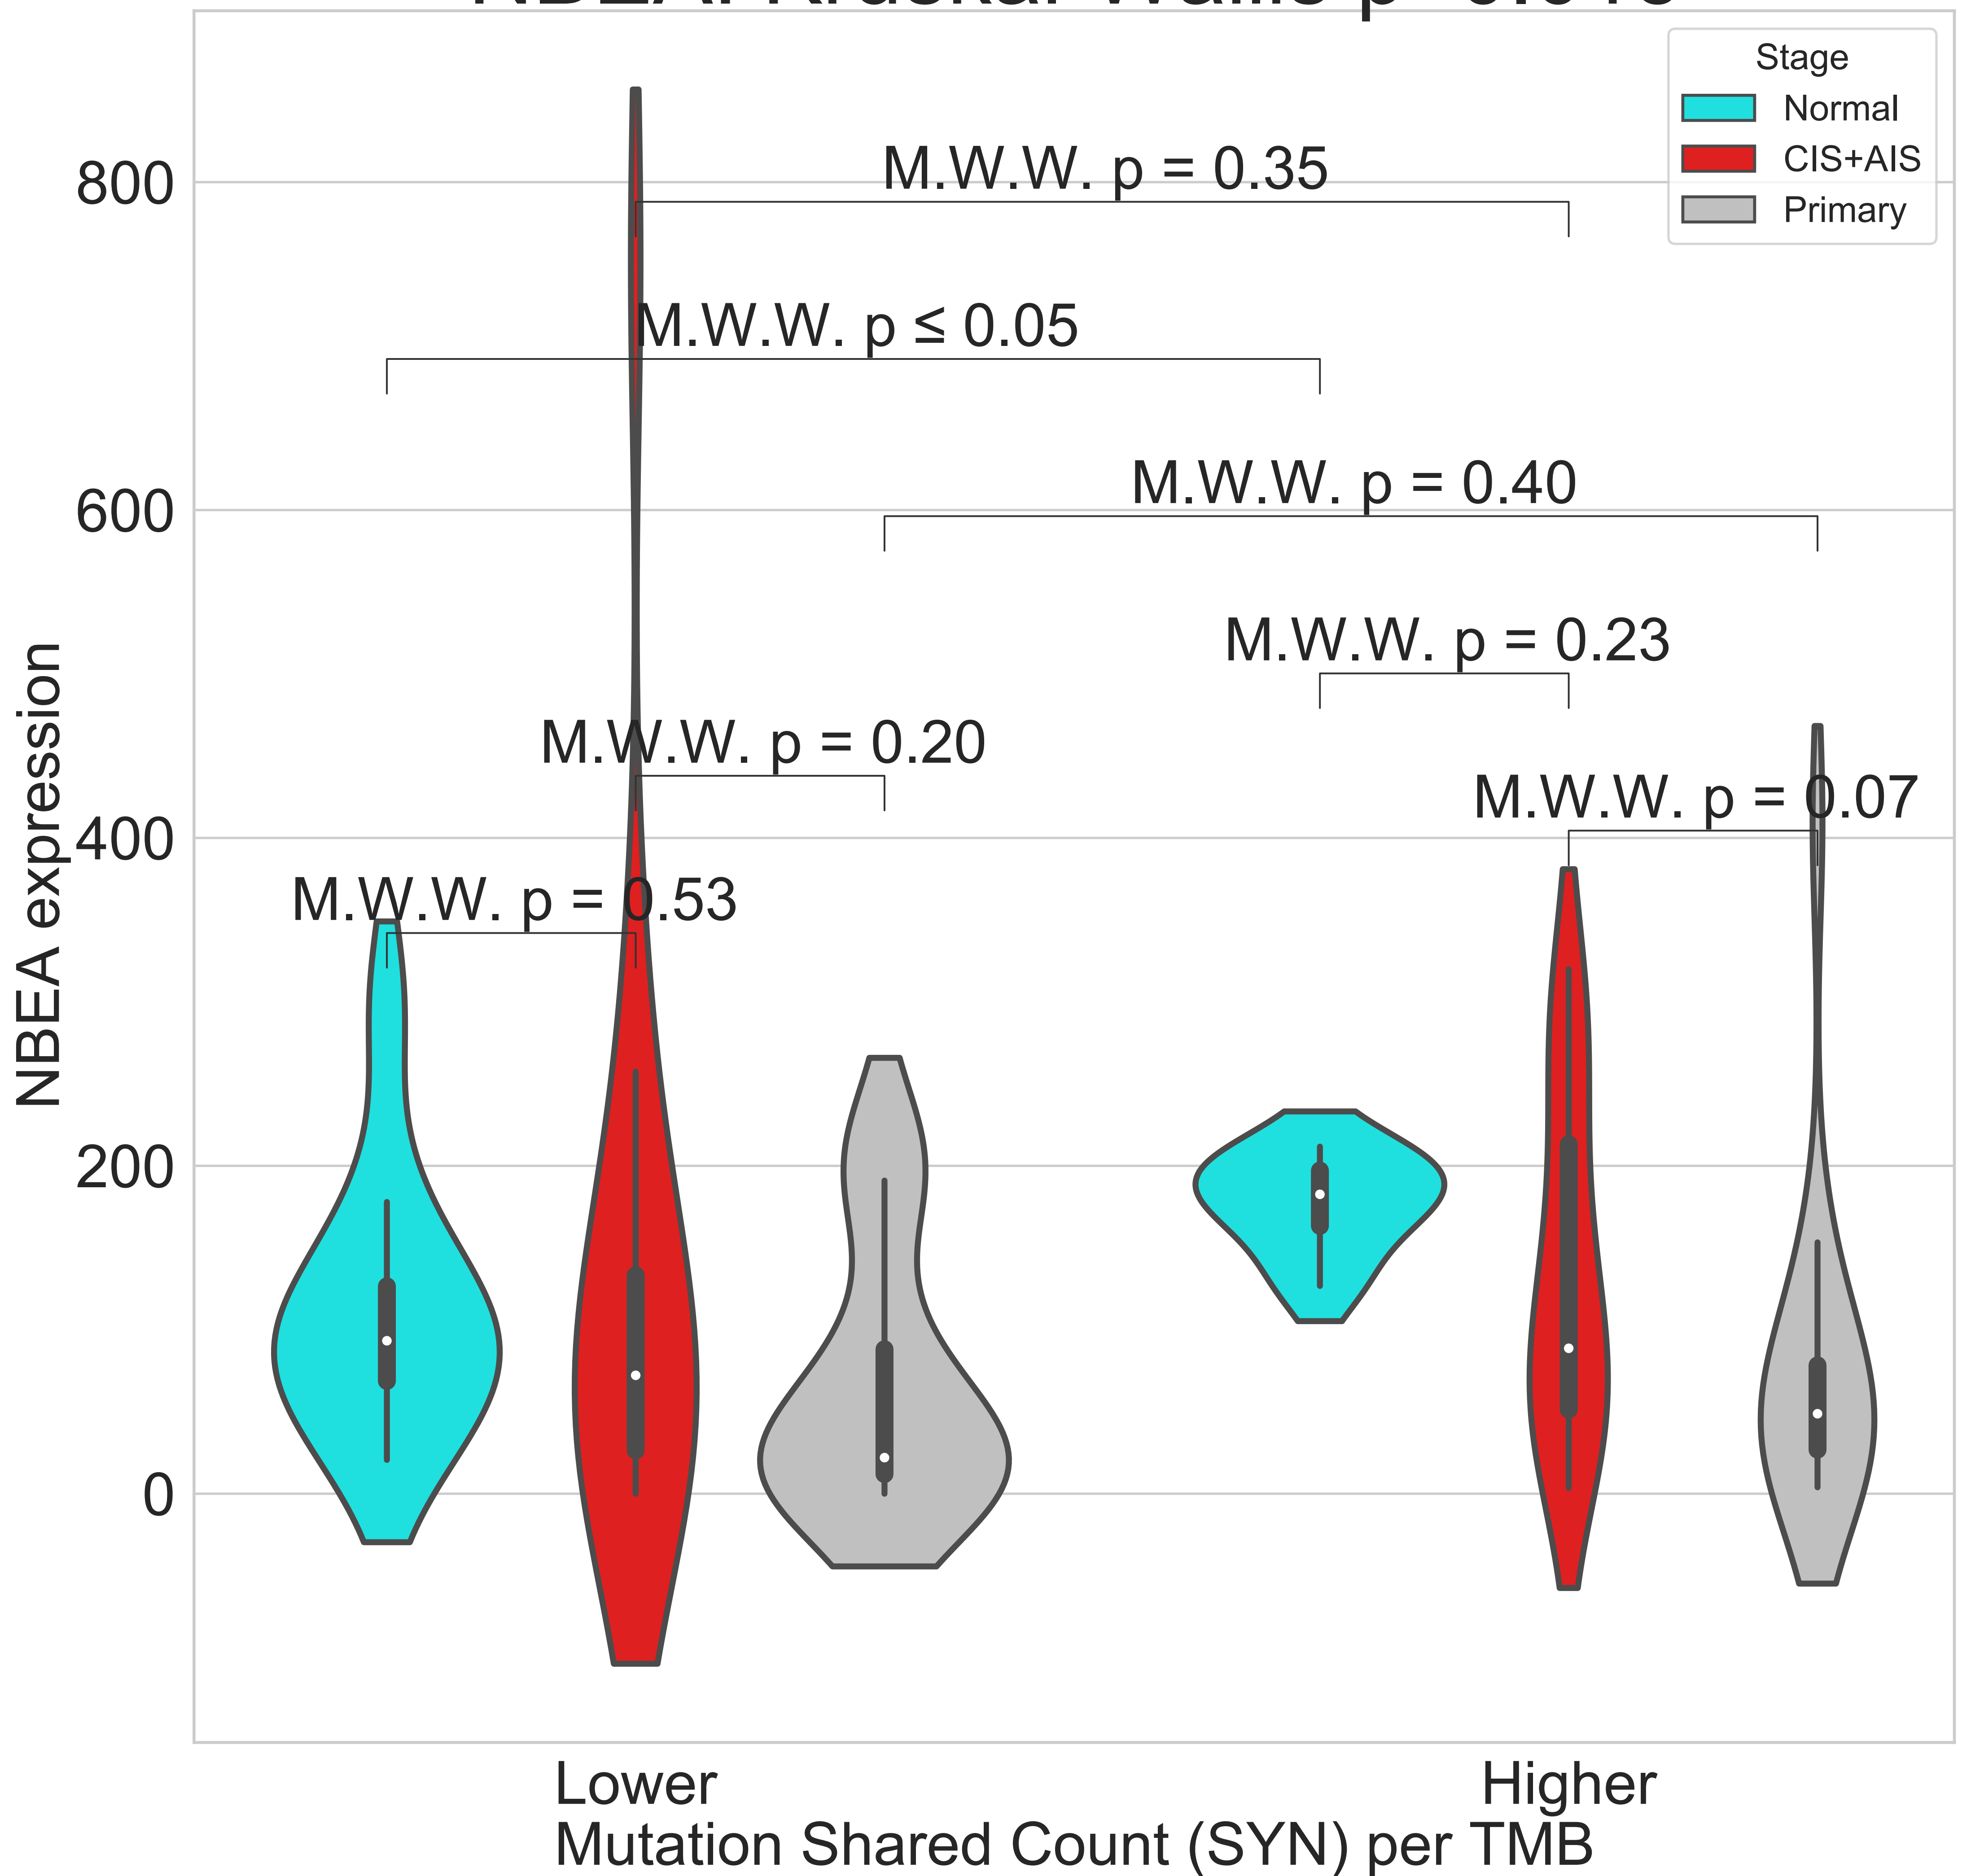 Stage
Normal
CIS+AIS
Primary
800
M.W.W. p = 0.35
M.W.W. p ≤ 0.05
600
M.W.W. p = 0.40
M.W.W. p = 0.23
M.W.W. p = 0.20
M.W.W. p = 0.07
400
M.W.W. p = 0.53
NBEA expression
200
0
Lower
Higher
Mutation Shared Count (SYN) per TMB